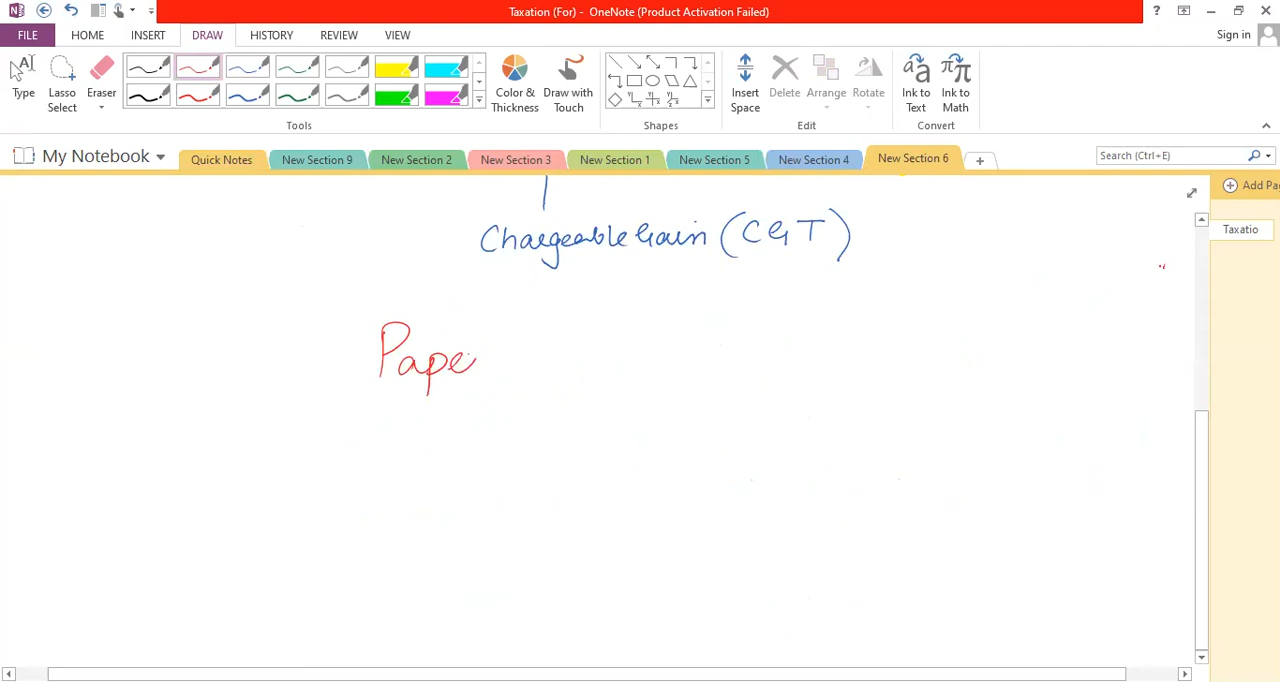 Taxation (For) - OneNote (Product Activation Failed)
FILE HOME INSERT DRAW HISTORY REVIEW VIEW
Sign in
Type
Lasso Select
Eraser
Color & Thickness
Draw with Touch
Insert Space
Delete
Arrange
Rotate
Ink to Text
Ink to Math
Tools Shapes Edit Convert
My Notebook Quick Notes New Section 9 New Section 2 New Section 3 New Section 1 New Section 5 New Section 4 New Section 6
Search (Ctrl+E)
Add Pag
Taxatio
Chargeable Gain (CGT)
Pape